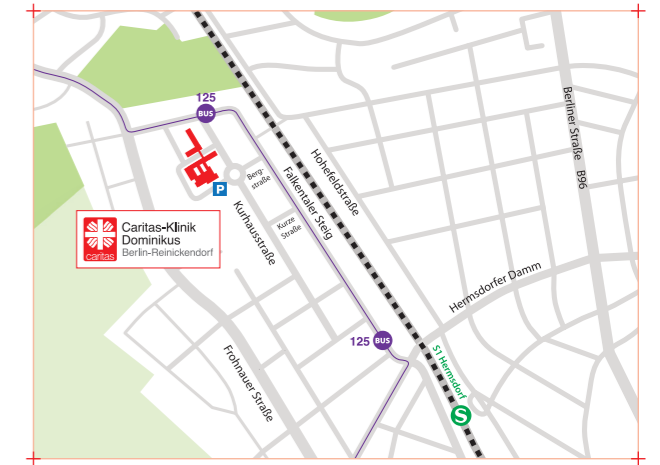 125
BUS
P
Berg-
straße
Kurze
Straße
Kurhausstraße
Falkentaler Steig
Hohefeldstraße
Berliner Straße B96
caritas
Caritas-Klinik
Dominikus
Berlin-Reinickendorf
Hermsdorfer Damm
125
BUS
S1 Hermsdorf
S
Frohnauer Straße